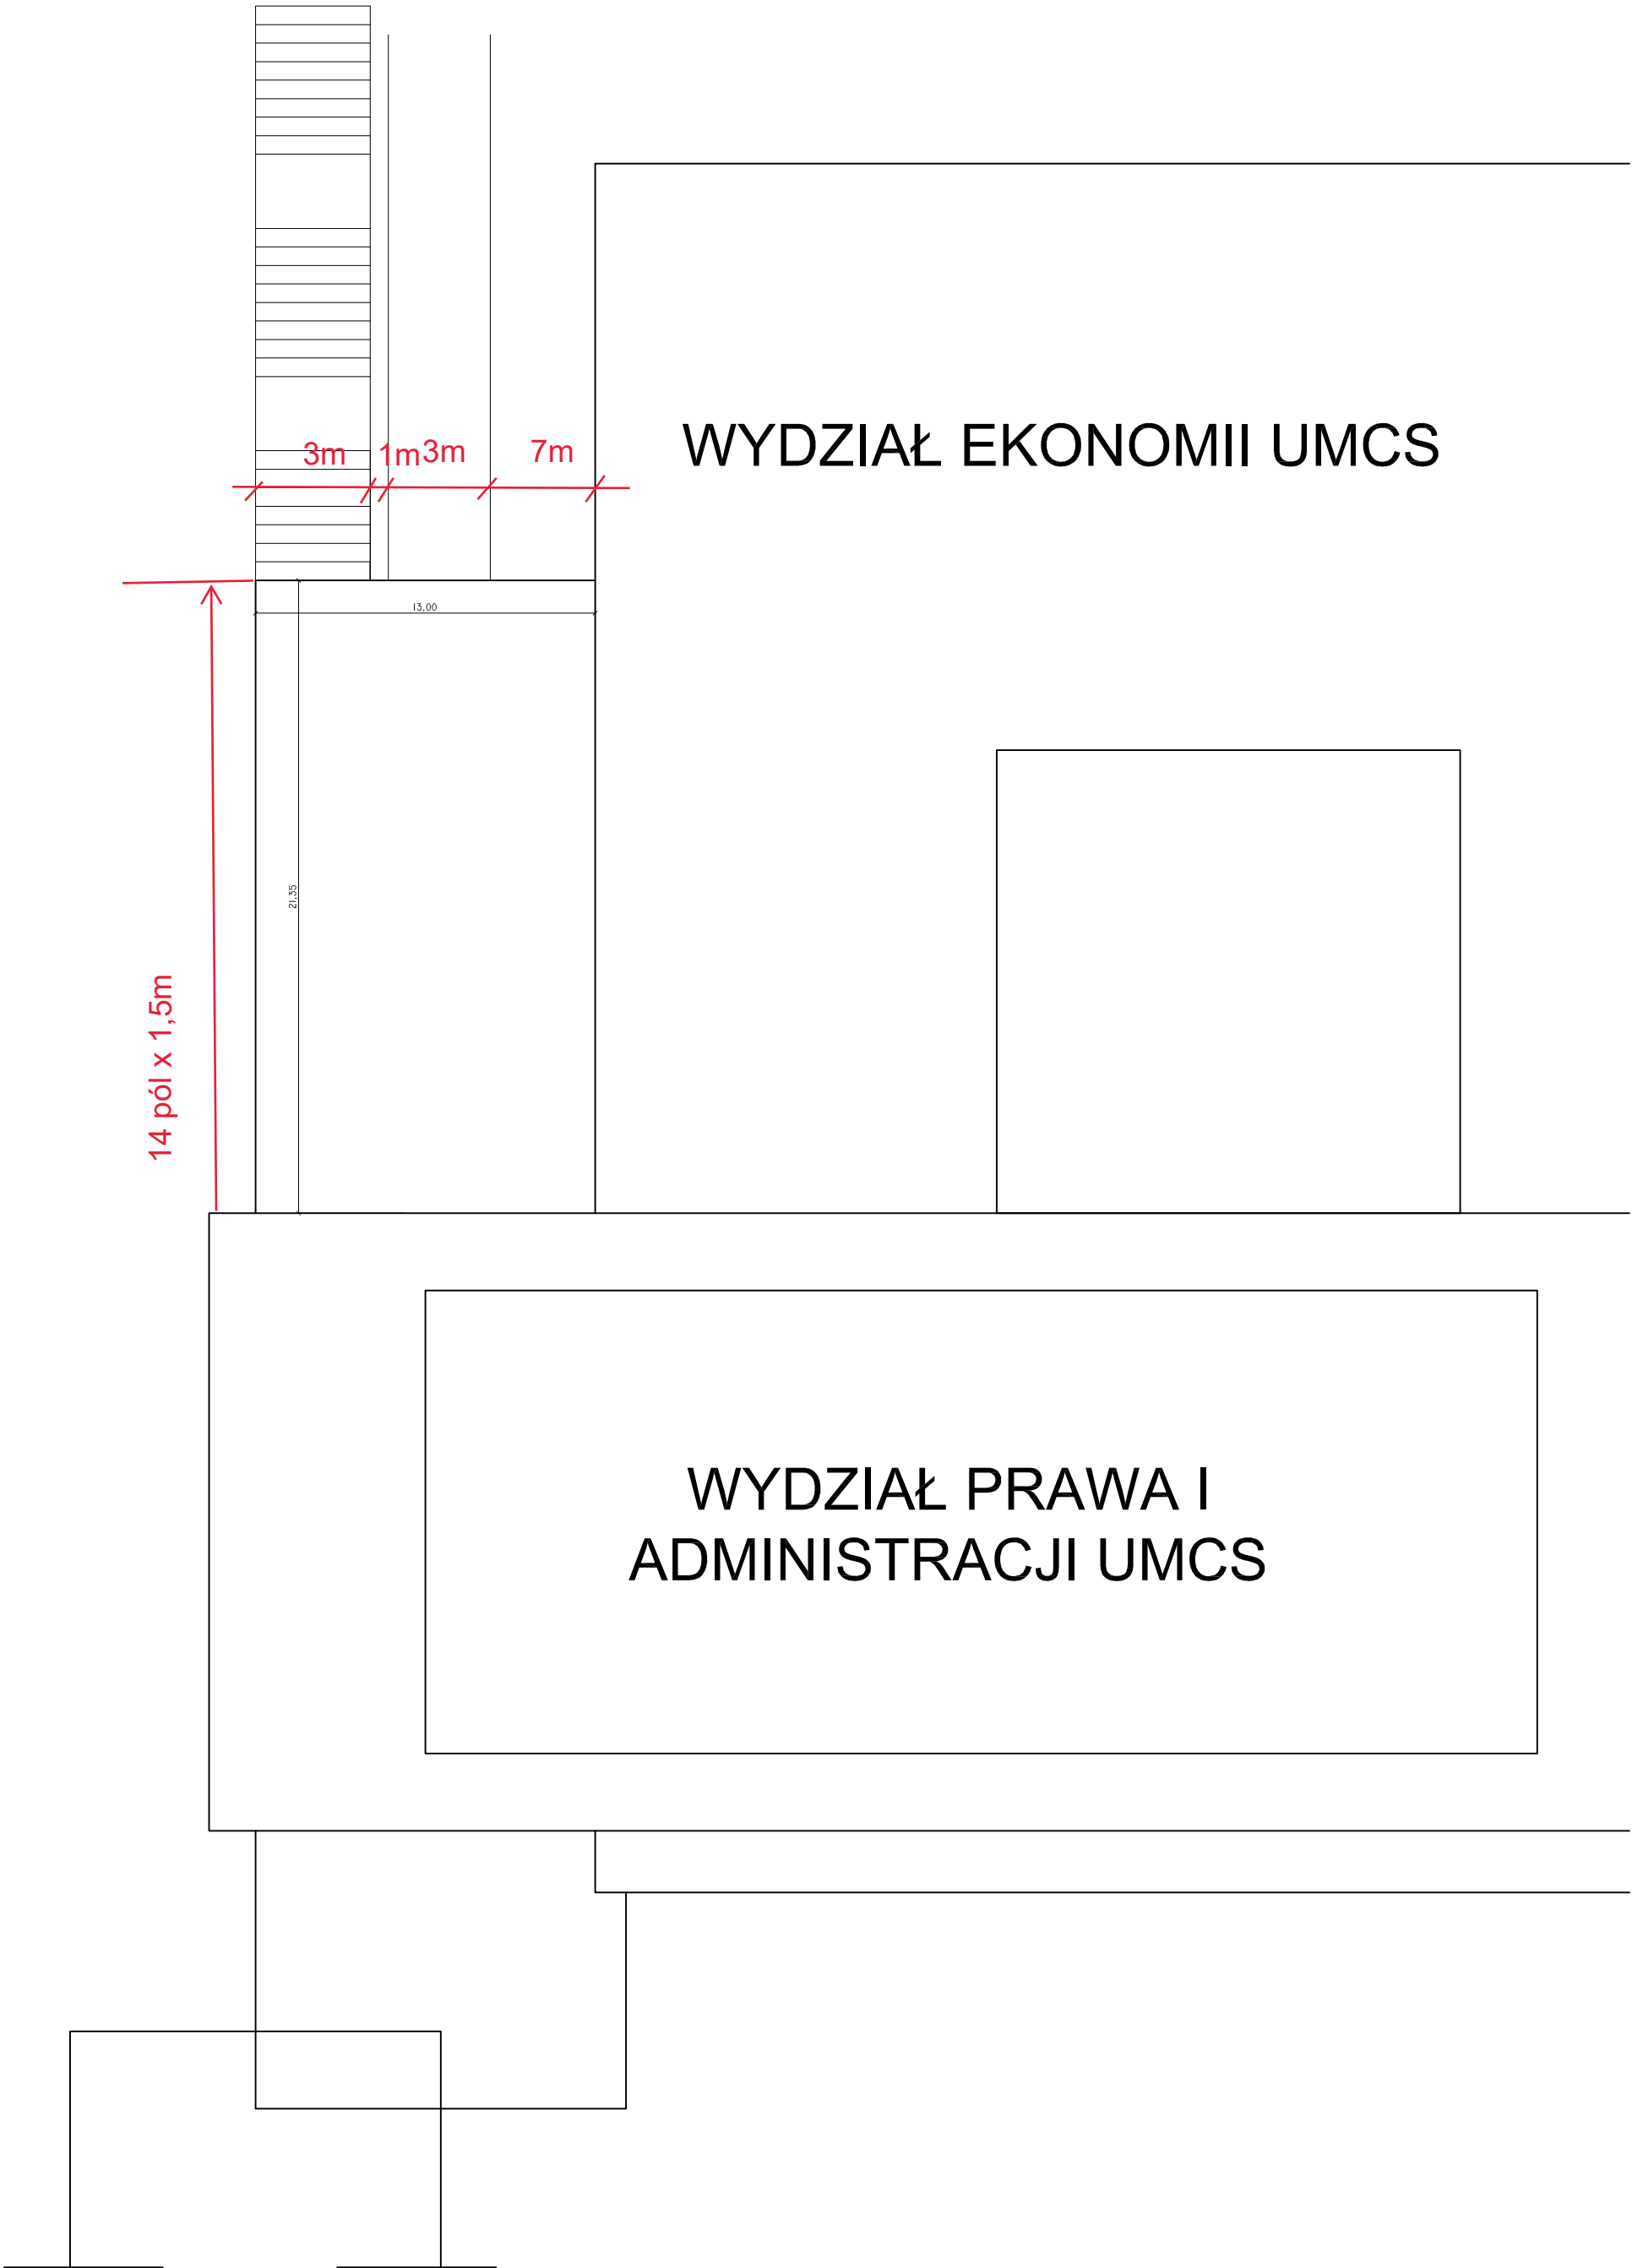 WYDZIAŁ EKONOMII UMCS
3m 1m 3m 7m
13,00
21,35
14 pól x 1,5m
WYDZIAŁ PRAWA I
ADMINISTRACJI UMCS